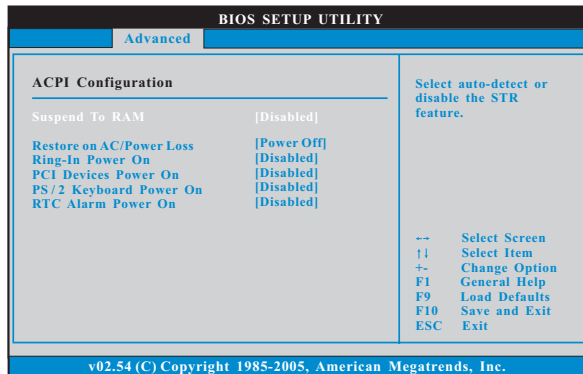 BIOS SETUP UTILITY
Advanced
ACPI Configuration
Suspend To RAM [Disabled]
Restore on AC/Power Loss [Power Off]
Ring-In Power On [Disabled]
PCI Devices Power On [Disabled]
PS/2 Keyboard Power On [Disabled]
RTC Alarm Power On [Disabled]
Select auto-detect or
disable the STR
feature.
←→ Select Screen
↑↓ Select Item
+- Change Option
F1 General Help
F9 Load Defaults
F10 Save and Exit
ESC Exit
v02.54 (C) Copyright 1985-2005, American Megatrends, Inc.